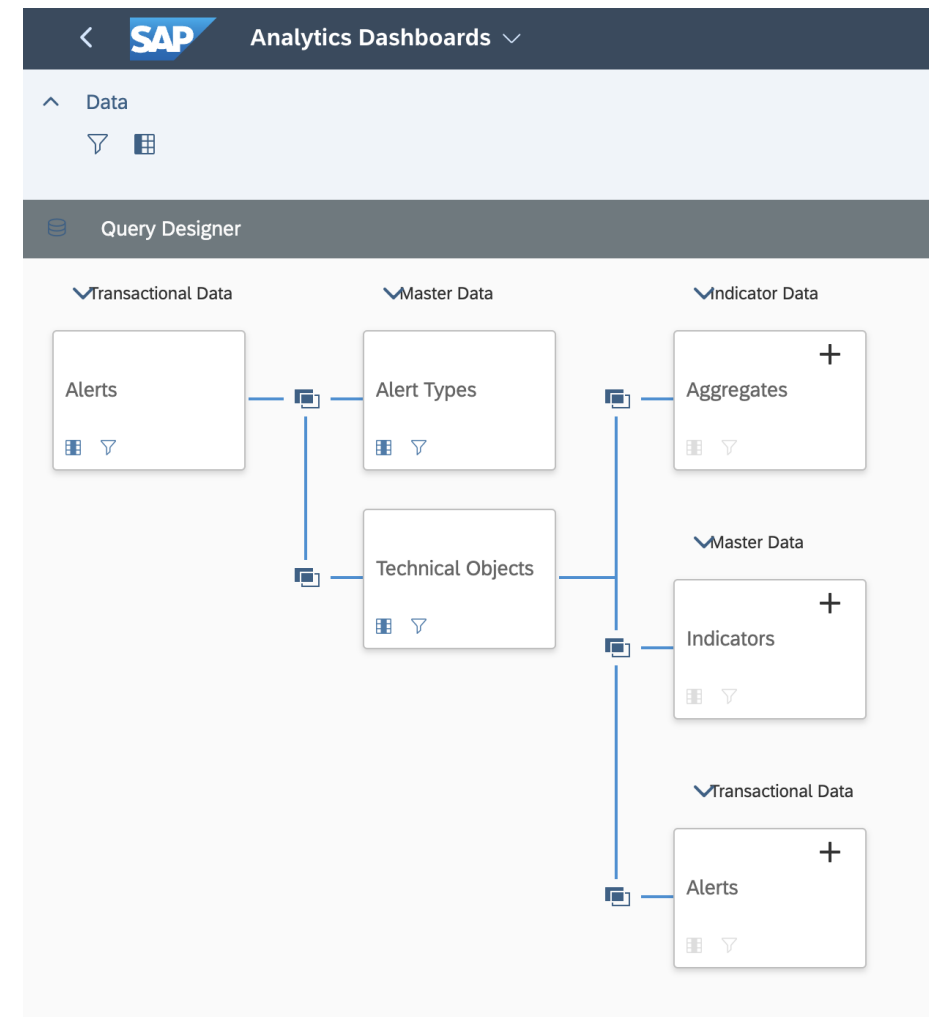 SAP Analytics Dashboards
Data
Query Designer
Transactional Data
Master Data
Indicator Data
Alerts
Alert Types
Aggregates
Technical Objects
Master Data
Indicators
Transactional Data
Alerts